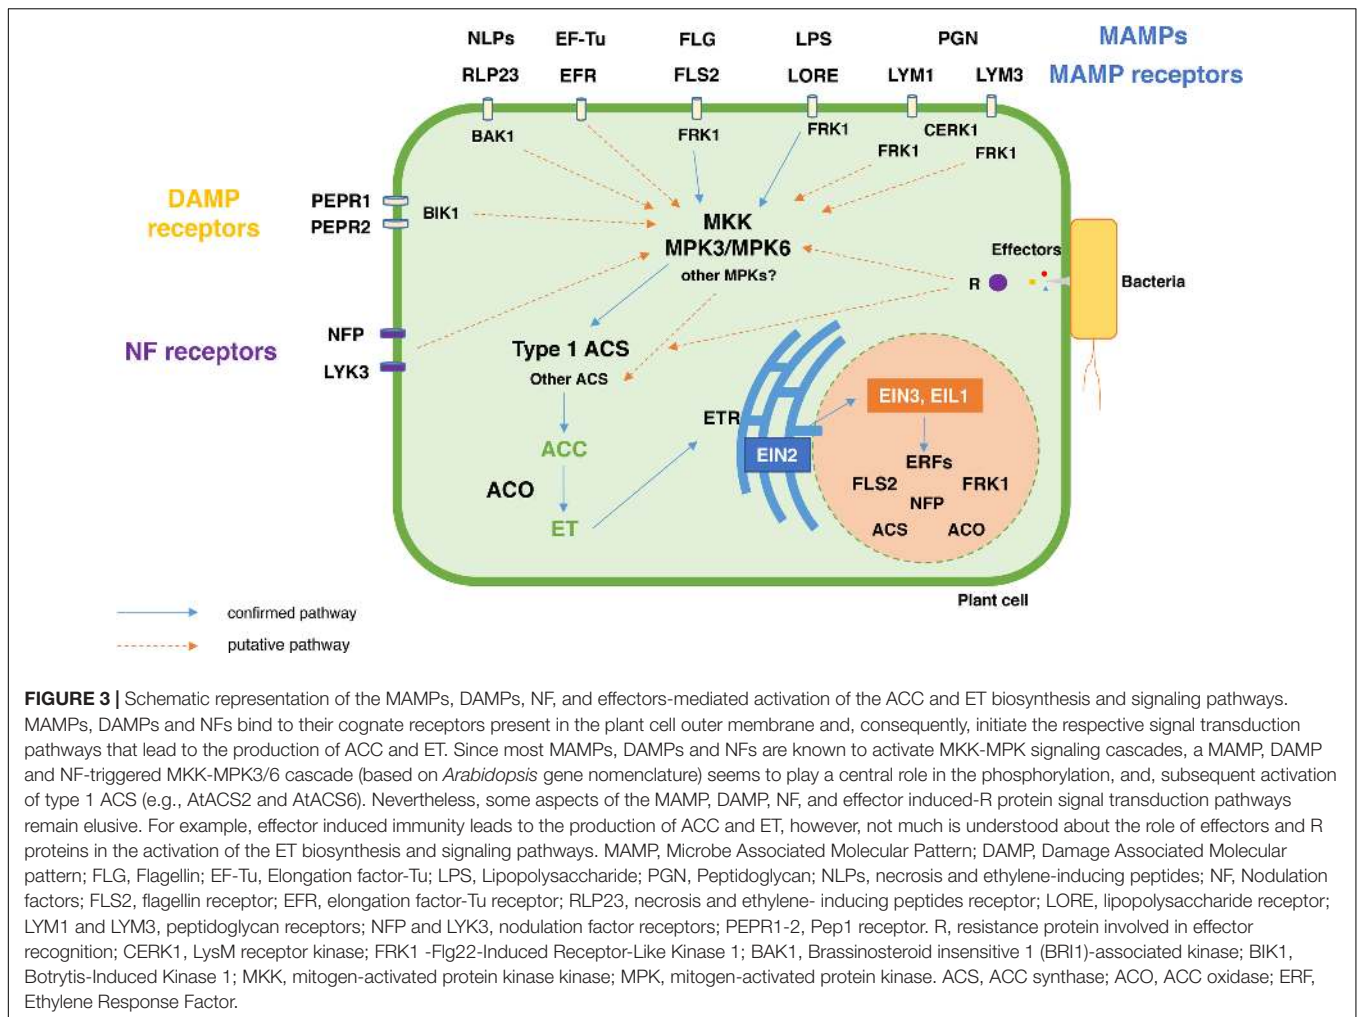 NLPs EF-Tu FLG LPS PGN MAMPs
RLP23 EFR FLS2 LORE LYM1 LYM3 MAMP receptors
BAK1 FRK1 FRK1 CERK1
FRK1 FRK1
DAMP
receptors
PEPR1
PEPR2
BIK1
MKK
MPK3/MPK6
other MPKs?
Effectors
R
Bacteria
NF receptors
NFP
LYK3
Type 1 ACS
Other ACS
ETR
EIN3, EIL1
ACC
EIN2
ERFs
FLS2 FRK1
NFP
ACO
ET
ACS ACO
Plant cell
confirmed pathway
putative pathway
FIGURE 3 | Schematic representation of the MAMPs, DAMPs, NF, and effectors-mediated activation of the ACC and ET biosynthesis and signaling pathways.
MAMPs, DAMPs and NFs bind to their cognate receptors present in the plant cell outer membrane and, consequently, initiate the respective signal transduction
pathways that lead to the production of ACC and ET. Since most MAMPs, DAMPs and NFs are known to activate MKK-MPK signaling cascades, a MAMP, DAMP
and NF-triggered MKK-MPK3/6 cascade (based on Arabidopsis gene nomenclature) seems to play a central role in the phosphorylation, and, subsequent activation
of type 1 ACS (e.g., AtACS2 and AtACS6). Nevertheless, some aspects of the MAMP, DAMP, NF, and effector induced-R protein signal transduction pathways
remain elusive. For example, effector induced immunity leads to the production of ACC and ET, however, not much is understood about the role of effectors and R
proteins in the activation of the ET biosynthesis and signaling pathways. MAMP, Microbe Associated Molecular Pattern; DAMP, Damage Associated Molecular
pattern; FLG, Flagellin; EF-Tu, Elongation factor-Tu; LPS, Lipopolysaccharide; PGN, Peptidoglycan; NLPs, necrosis and ethylene-inducing peptides; NF, Nodulation
factors; FLS2, flagellin receptor; EFR, elongation factor-Tu receptor; RLP23, necrosis and ethylene- inducing peptides receptor; LORE, lipopolysaccharide receptor;
LYM1 and LYM3, peptidoglycan receptors; NFP and LYK3, nodulation factor receptors; PEPR1-2, Pep1 receptor. R, resistance protein involved in effector
recognition; CERK1, LysM receptor kinase; FRK1 -Flg22-Induced Receptor-Like Kinase 1; BAK1, Brassinosteroid insensitive 1 (BRI1)-associated kinase; BIK1,
Botrytis-Induced Kinase 1; MKK, mitogen-activated protein kinase kinase; MPK, mitogen-activated protein kinase. ACS, ACC synthase; ACO, ACC oxidase; ERF,
Ethylene Response Factor.